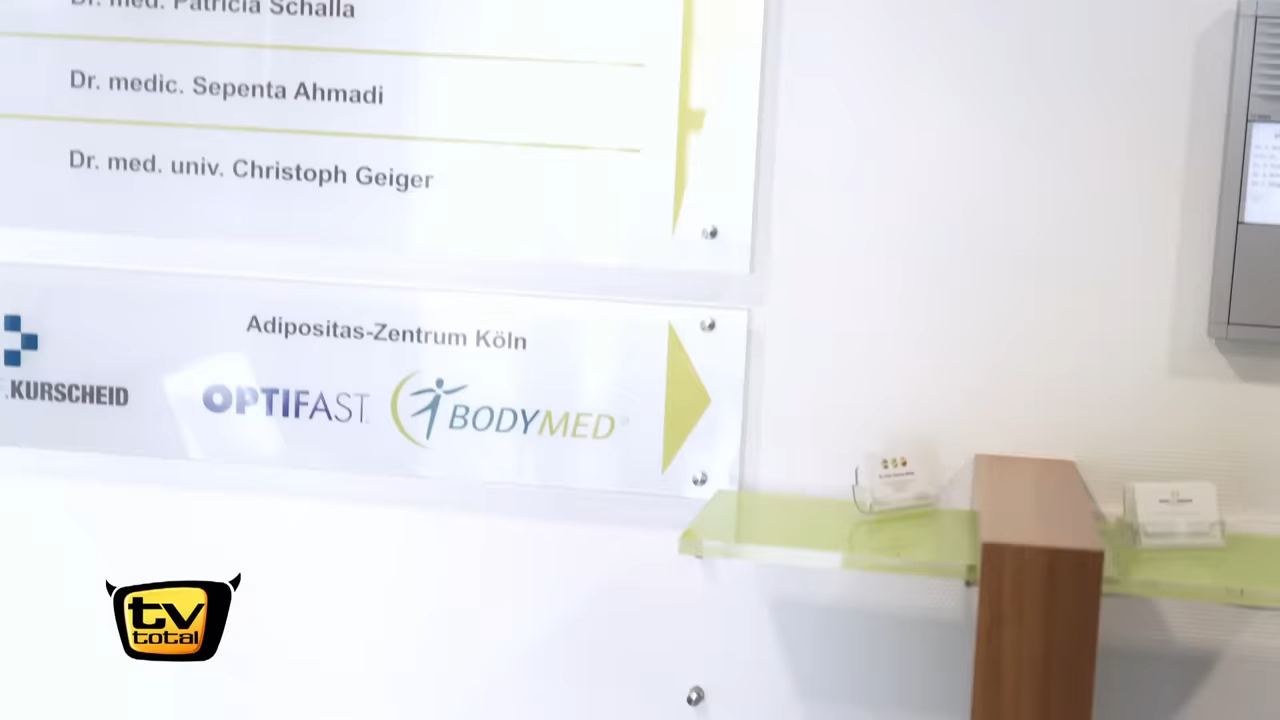 Dr. med. Patricia Schalla
Dr. medic. Sepenta Ahmadi
Dr. med. univ. Christoph Geiger
Adipositas-Zentrum Köln
.KURSCHEID
OPTIFAST
BODYMED
tv
total